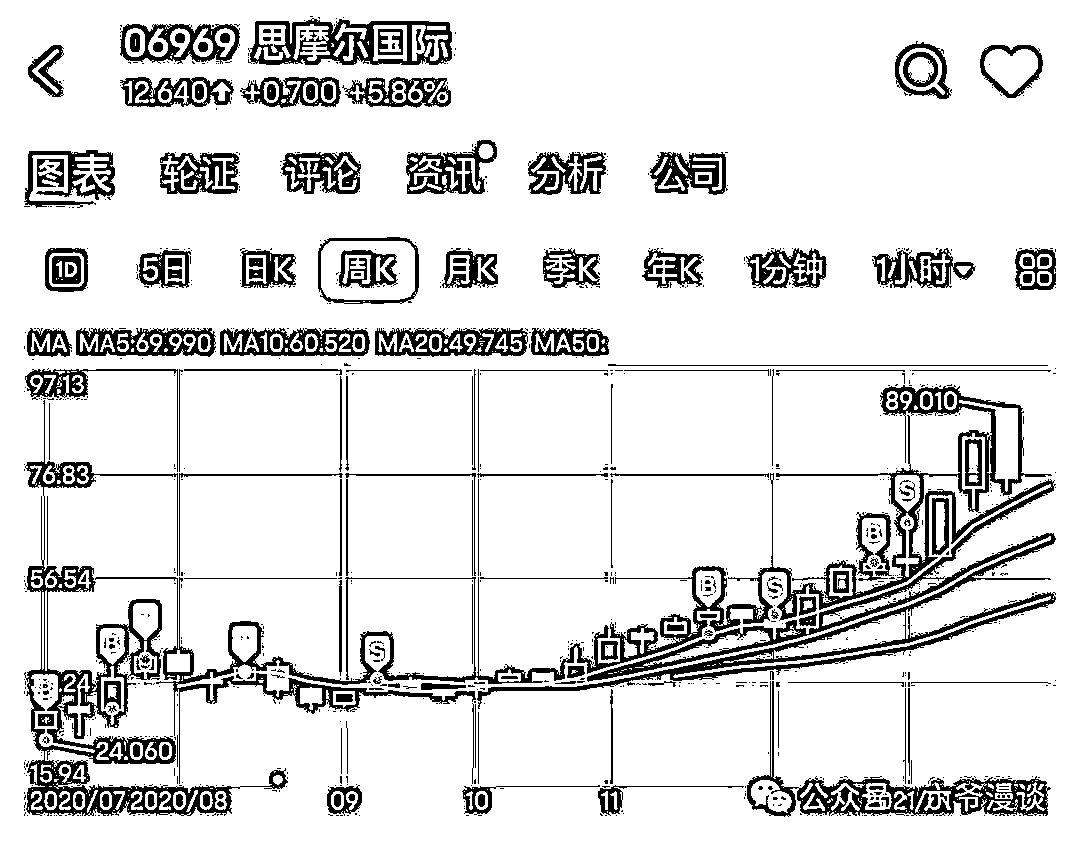 06969 思摩尔国际
12.640 +0.700 +5.86%
图表 轮证 评论 资讯 分析 公司
1D 5日 日K 周K 月K 季K 年K 1分钟 1小时
MA MA5:69.990 MA10:60.520 MA20:49.745 MA50:
97.13
89.010
76.83
S
B
56.54
B S
B
S
B 24
24.060
15.94
2020/07 2020/08 09 10 11
公众号 爷漫谈